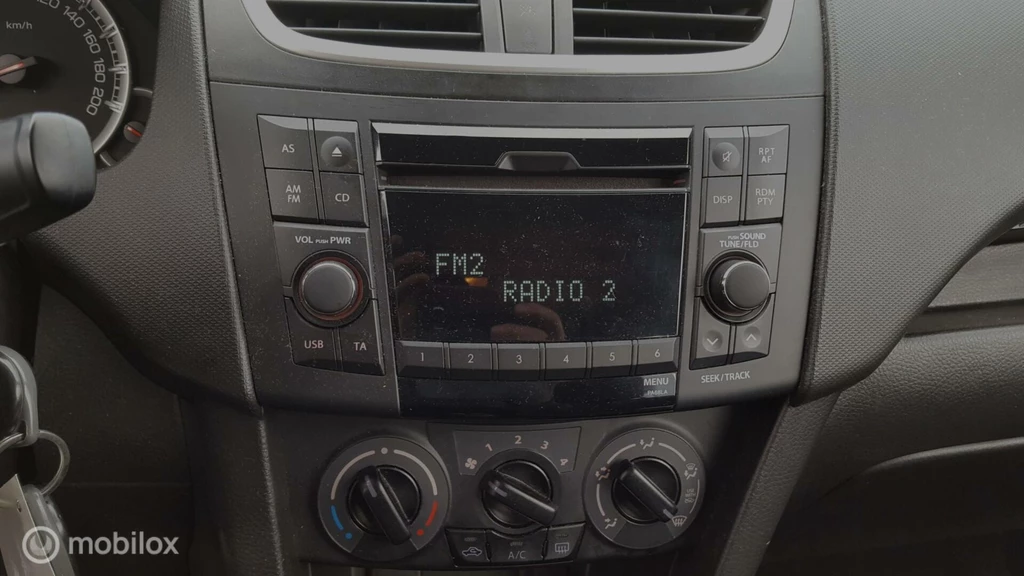 120 140 160 180 200
km/h
AS
AM
FM
CD
VOL PUSH PWR
USB
TA
RPT
AF
DISP
RDM
PTY
PUSH SOUND
TUNE/FLD
FM2
RADIO 2
1 2 3 4 5 6
MENU
SEEK/TRACK
1 2 3 4
A/C
mobilox